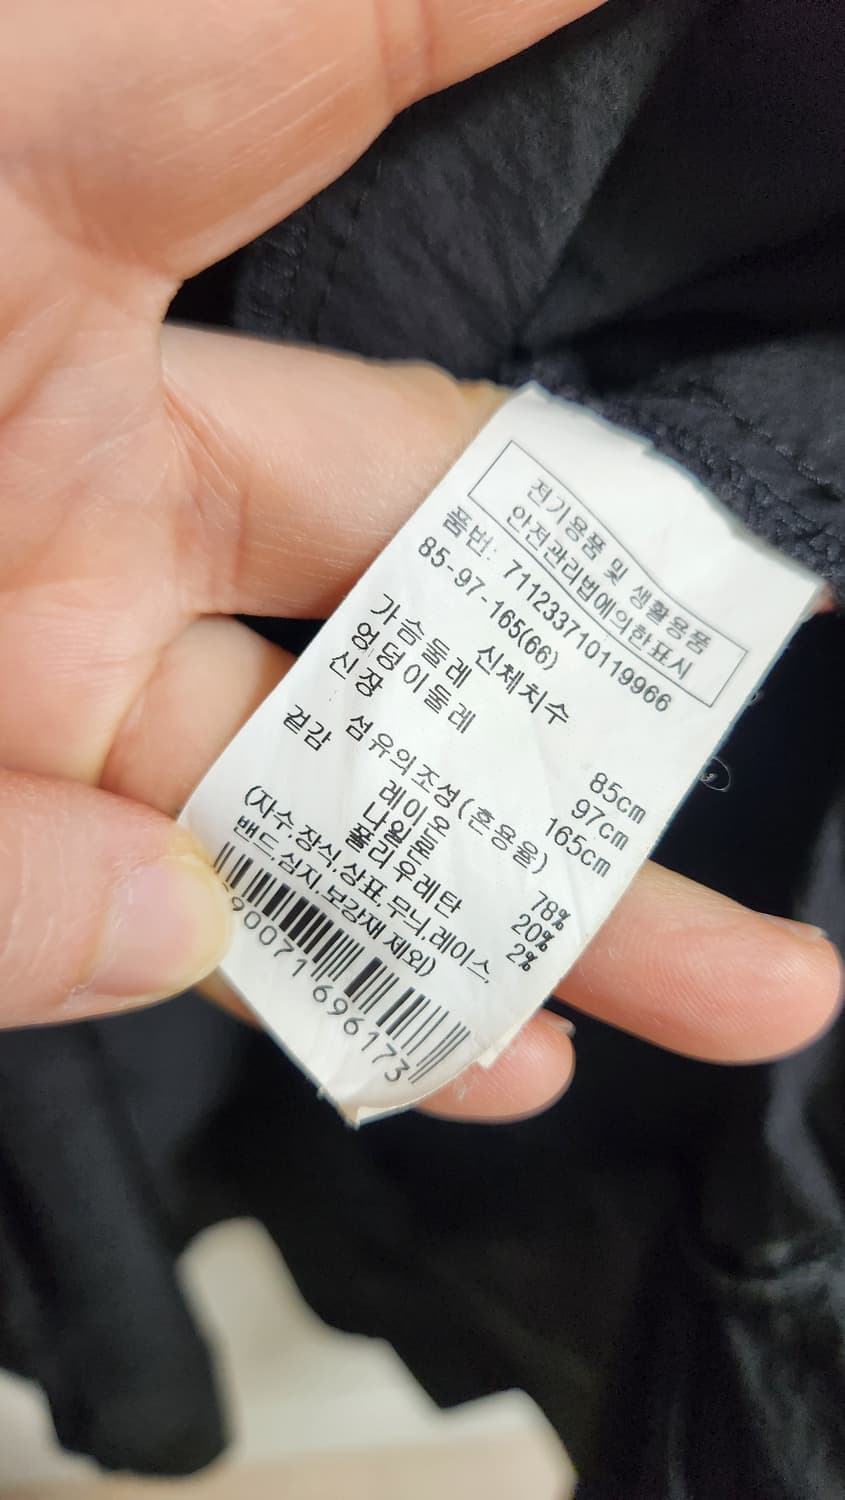 전기용품 및 생활용품
안전관리법에의한표시
품번: 711233710119966
85-97-165(66)
신체치수
가슴둘레 85cm
엉덩이둘레 97cm
신장 165cm
섬유의조성(혼용율)
겉감 레이온 78%
나일론 20%
폴리우레탄 2%
(자수,장식,상표,무늬,레이스,
밴드,심지,보강재 제외)
90071696173